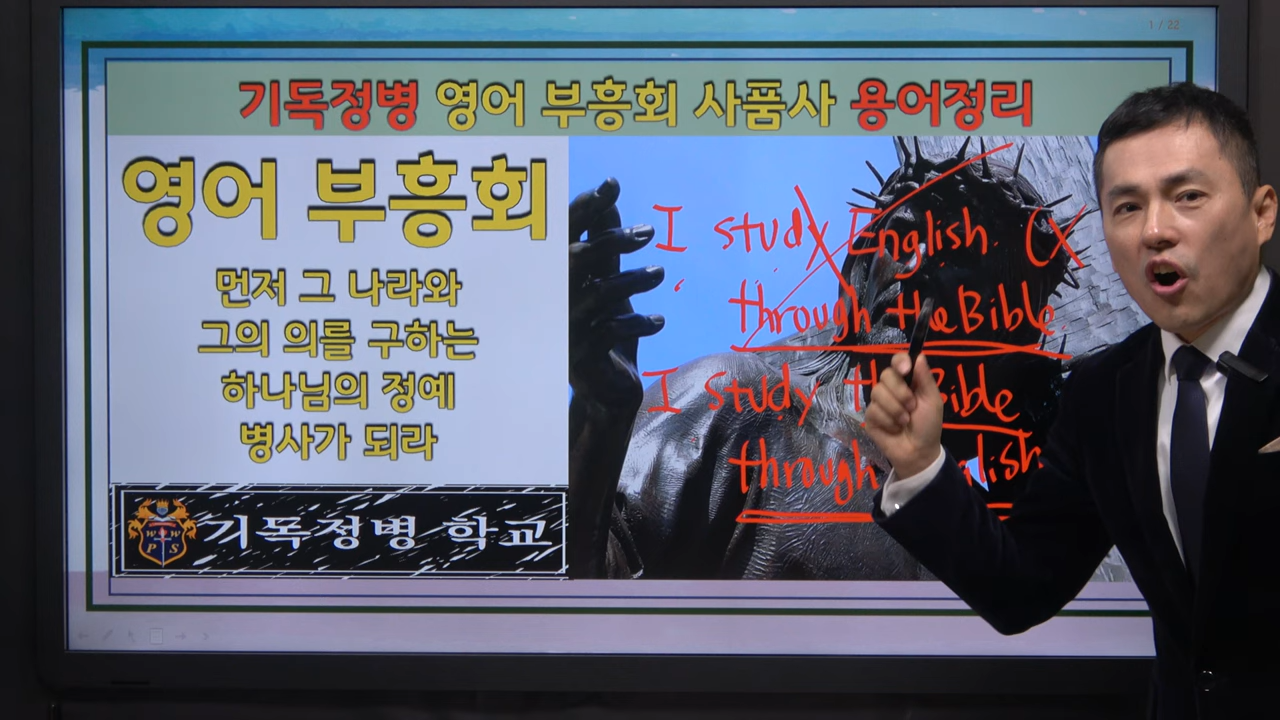 1 / 22
기독정병 영어 부흥회 사품사 용어정리
영어 부흥회
먼저 그 나라와
그의 의를 구하는
하나님의 정예
병사가 되라
W W
P S
기독정병 학교
I study English. (X
through the Bible.
I study the Bible
through English.